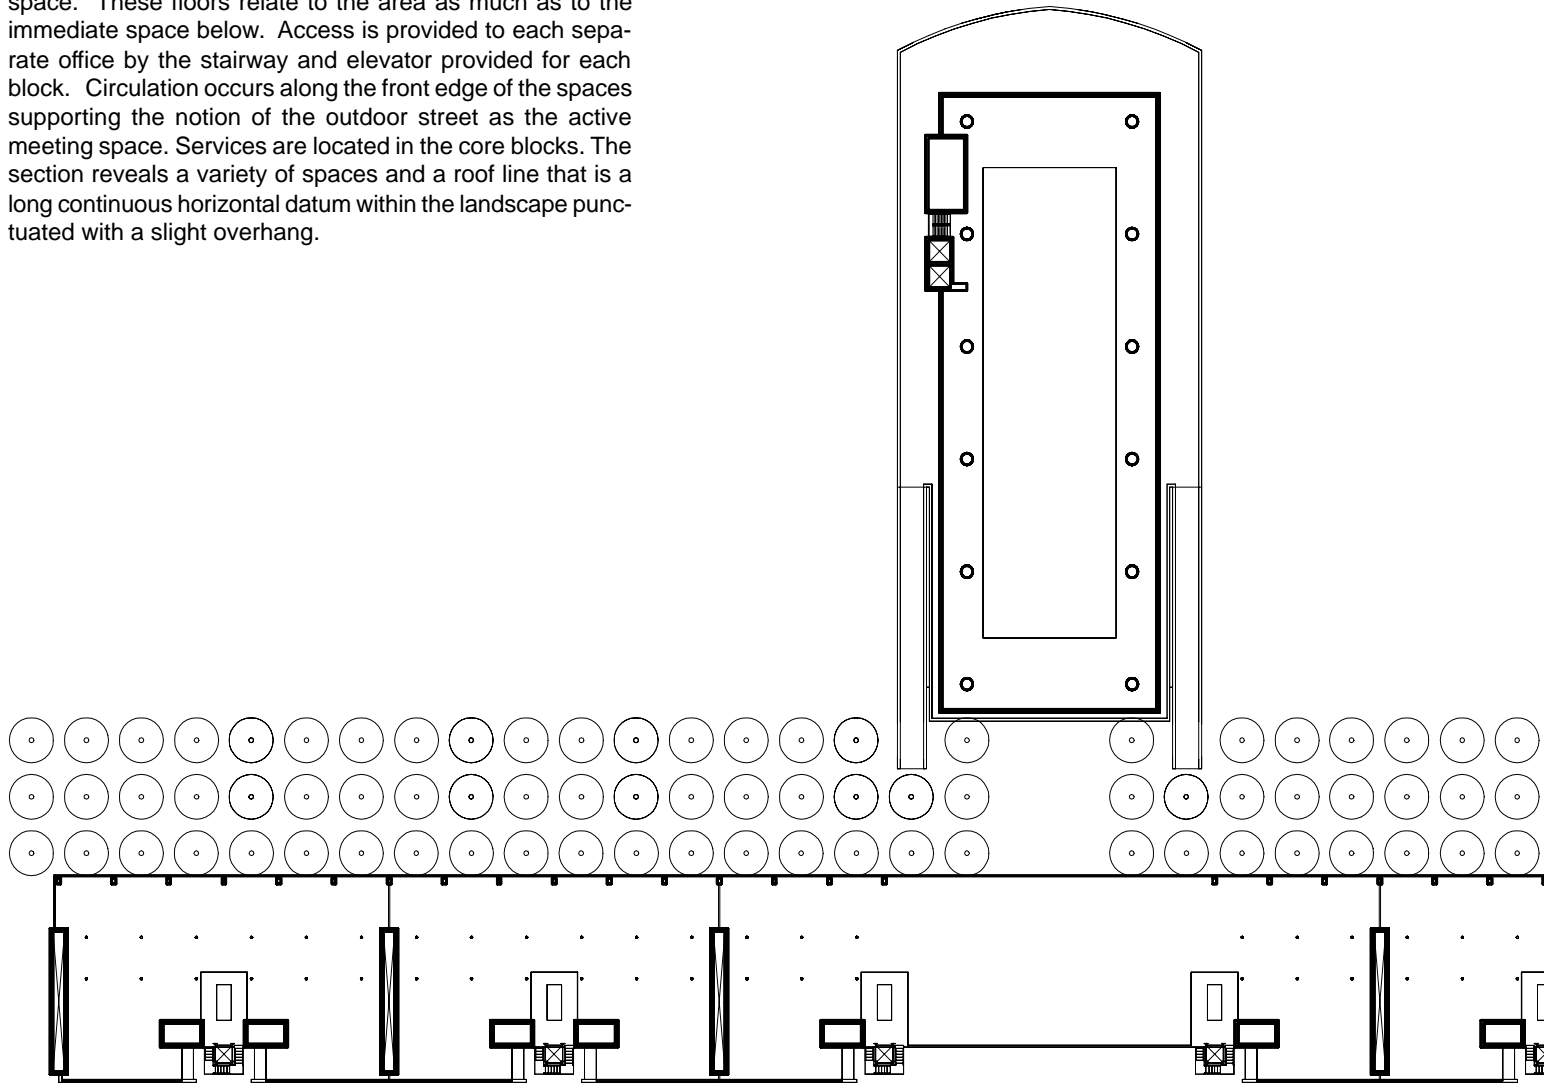 space. These floors relate to the area as much as to the
immediate space below. Access is provided to each sepa-
rate office by the stairway and elevator provided for each
block. Circulation occurs along the front edge of the spaces
supporting the notion of the outdoor street as the active
meeting space. Services are located in the core blocks. The
section reveals a variety of spaces and a roof line that is a
long continuous horizontal datum within the landscape punc-
tuated with a slight overhang.